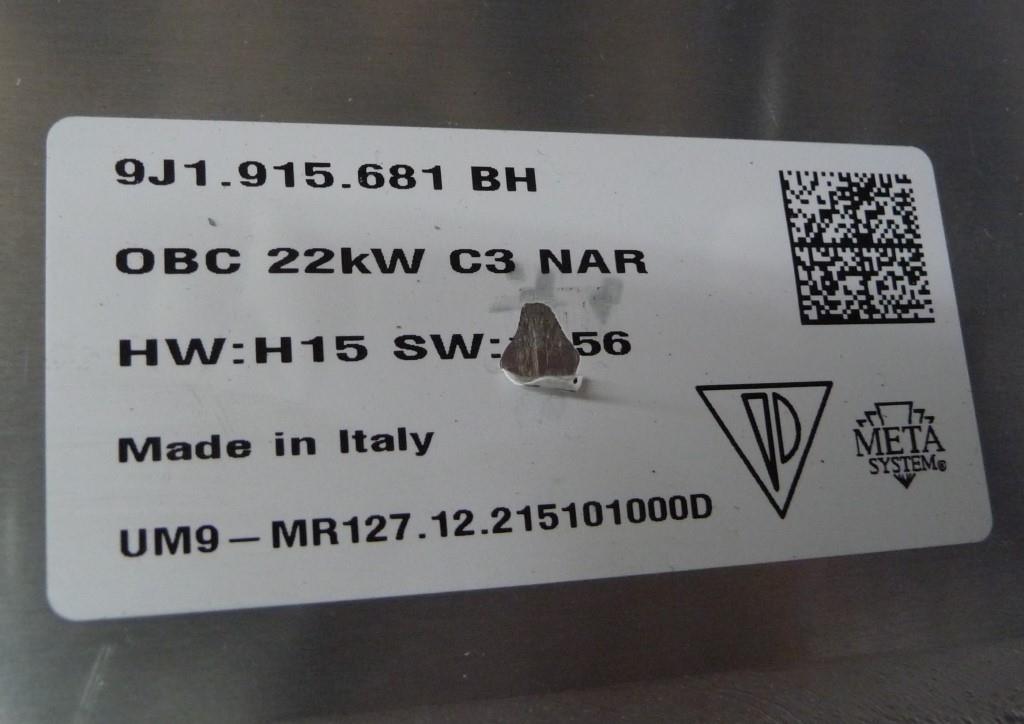 9J1.915.681 BH
OBC 22kW C3 NAR
HW:H15 SW:
Made in Italy
UM9-MR127.12.215101000D
META
SYSTEM®